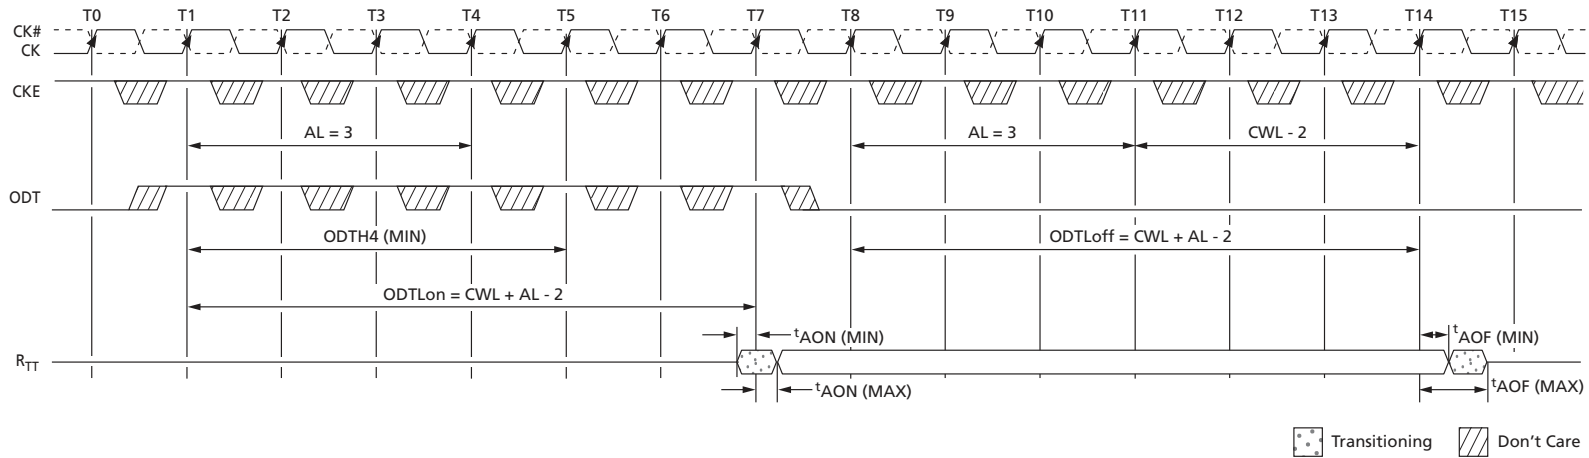 T0 T1 T2 T3 T4 T5 T6 T7 T8 T9 T10 T11 T12 T13 T14 T15
CK#
CK
CKE
AL = 3 AL = 3 CWL - 2
ODT
ODTH4 (MIN) ODTLoff = CWL + AL - 2
ODTLon = CWL + AL - 2
tAON (MIN) tAOF (MIN)
RTT
tAON (MAX) tAOF (MAX)
Transitioning Don't Care